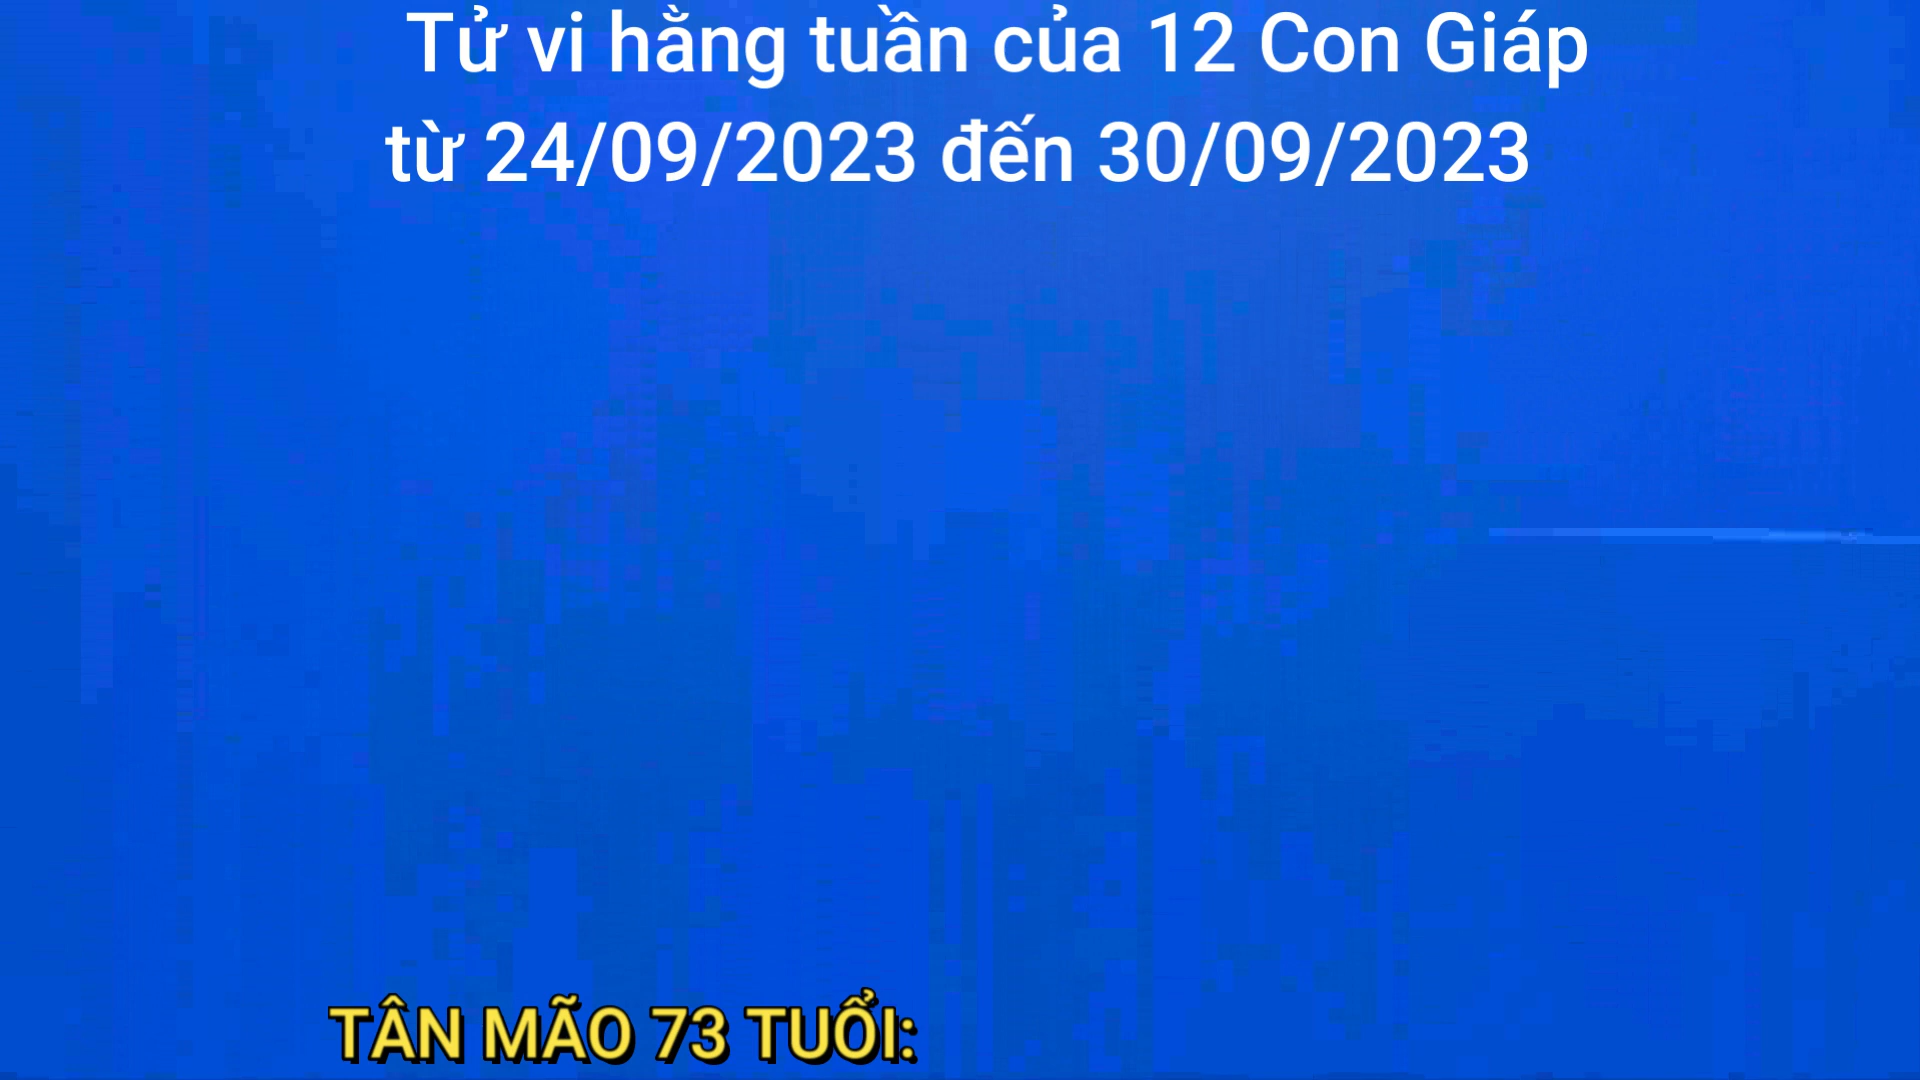 Tử vi hằng tuần của 12 Con Giáp
từ 24/09/2023 đến 30/09/2023
TÂN MÃO 73 TUỔI: